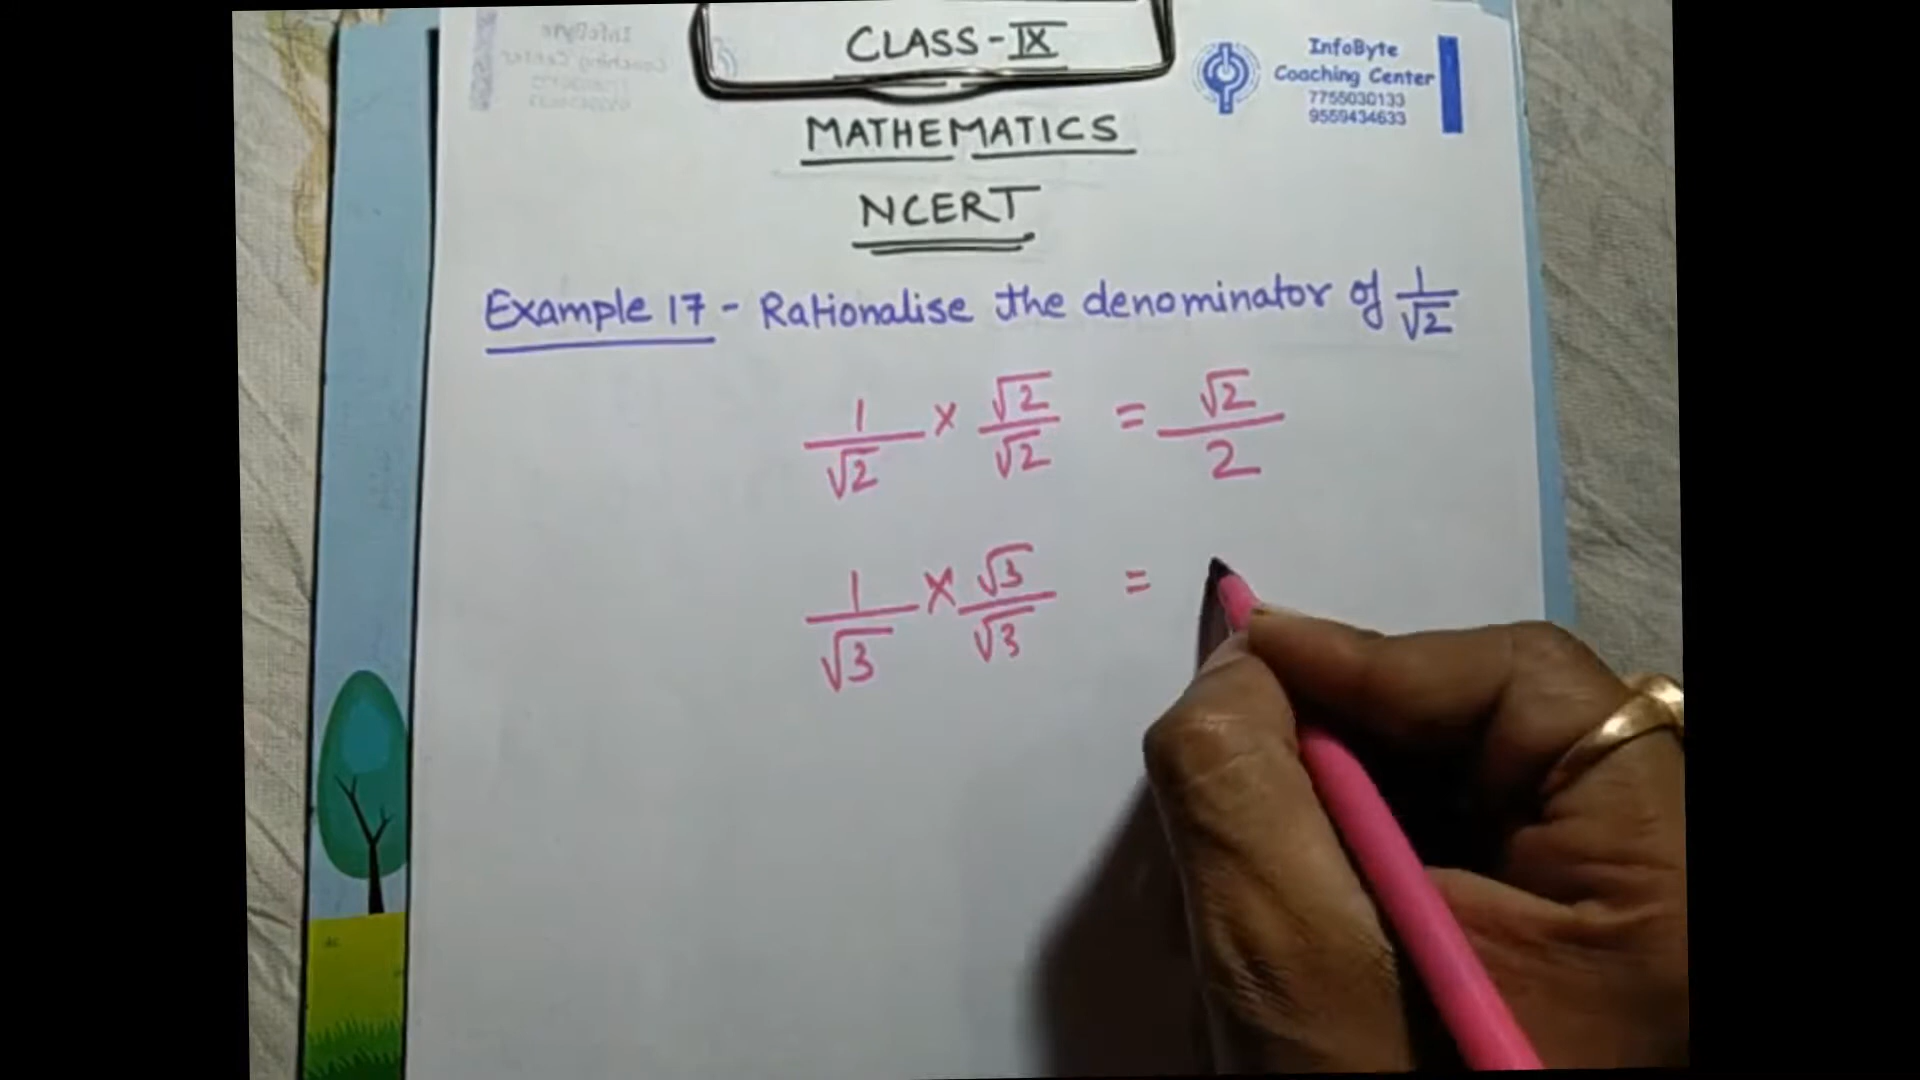 CLASS-IX
InfoByte
Coaching Center
7755030133
9559434633
MATHEMATICS
NCERT
Example 17 - Rationalise the denominator of 1/√2
1/√2 × √2/√2 = √2/2
1/√3 × √3/√3 =